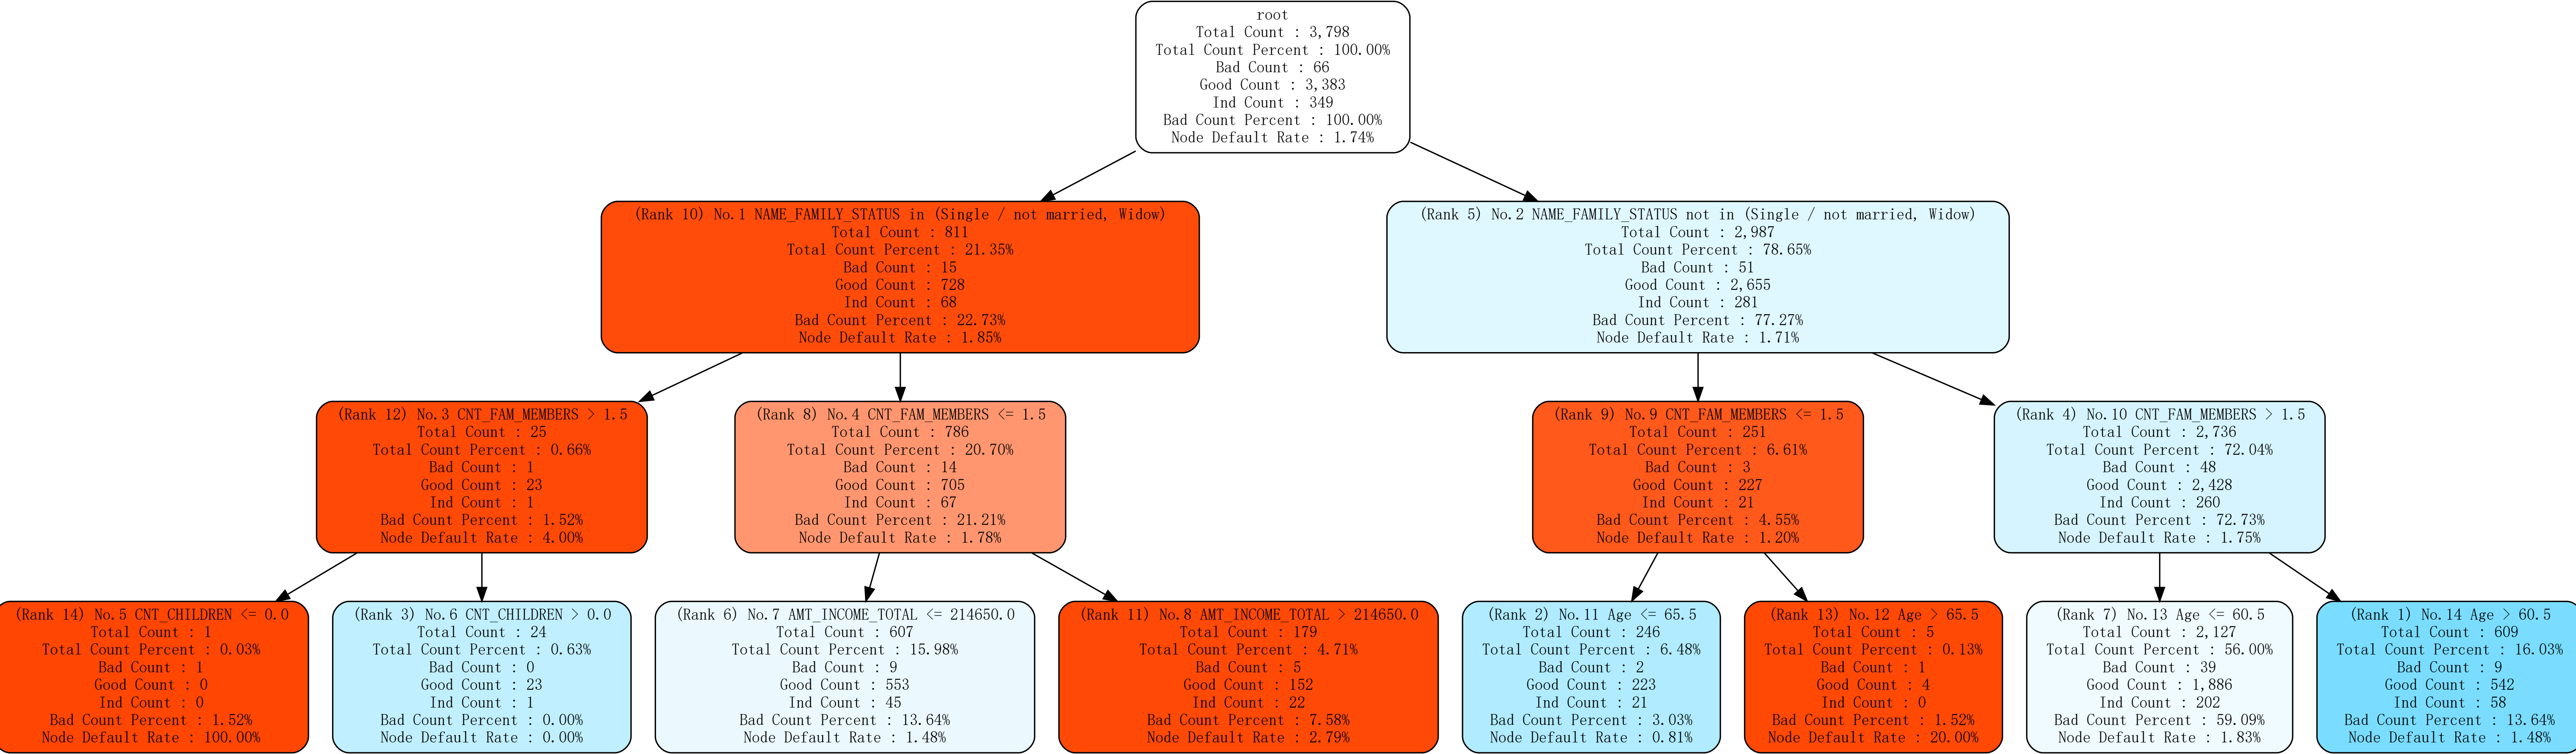 root
Total Count : 3,798
Total Count Percent : 100.00%
Bad Count : 66
Good Count : 3,383
Ind Count : 349
Bad Count Percent : 100.00%
Node Default Rate : 1.74%
(Rank 10) No.1 NAME_FAMILY_STATUS in (Single / not married, Widow)
Total Count : 811
Total Count Percent : 21.35%
Bad Count : 15
Good Count : 728
Ind Count : 68
Bad Count Percent : 22.73%
Node Default Rate : 1.85%
(Rank 5) No.2 NAME_FAMILY_STATUS not in (Single / not married, Widow)
Total Count : 2,987
Total Count Percent : 78.65%
Bad Count : 51
Good Count : 2,655
Ind Count : 281
Bad Count Percent : 77.27%
Node Default Rate : 1.71%
(Rank 12) No.3 CNT_FAM_MEMBERS > 1.5
Total Count : 25
Total Count Percent : 0.66%
Bad Count : 1
Good Count : 23
Ind Count : 1
Bad Count Percent : 1.52%
Node Default Rate : 4.00%
(Rank 8) No.4 CNT_FAM_MEMBERS <= 1.5
Total Count : 786
Total Count Percent : 20.70%
Bad Count : 14
Good Count : 705
Ind Count : 67
Bad Count Percent : 21.21%
Node Default Rate : 1.78%
(Rank 9) No.9 CNT_FAM_MEMBERS <= 1.5
Total Count : 251
Total Count Percent : 6.61%
Bad Count : 3
Good Count : 227
Ind Count : 21
Bad Count Percent : 4.55%
Node Default Rate : 1.20%
(Rank 4) No.10 CNT_FAM_MEMBERS > 1.5
Total Count : 2,736
Total Count Percent : 72.04%
Bad Count : 48
Good Count : 2,428
Ind Count : 260
Bad Count Percent : 72.73%
Node Default Rate : 1.75%
(Rank 14) No.5 CNT_CHILDREN <= 0.0
Total Count : 1
Total Count Percent : 0.03%
Bad Count : 1
Good Count : 0
Ind Count : 0
Bad Count Percent : 1.52%
Node Default Rate : 100.00%
(Rank 3) No.6 CNT_CHILDREN > 0.0
Total Count : 24
Total Count Percent : 0.63%
Bad Count : 0
Good Count : 23
Ind Count : 1
Bad Count Percent : 0.00%
Node Default Rate : 0.00%
(Rank 6) No.7 AMT_INCOME_TOTAL <= 214650.0
Total Count : 607
Total Count Percent : 15.98%
Bad Count : 9
Good Count : 553
Ind Count : 45
Bad Count Percent : 13.64%
Node Default Rate : 1.48%
(Rank 11) No.8 AMT_INCOME_TOTAL > 214650.0
Total Count : 179
Total Count Percent : 4.71%
Bad Count : 5
Good Count : 152
Ind Count : 22
Bad Count Percent : 7.58%
Node Default Rate : 2.79%
(Rank 2) No.11 Age <= 65.5
Total Count : 246
Total Count Percent : 6.48%
Bad Count : 2
Good Count : 223
Ind Count : 21
Bad Count Percent : 3.03%
Node Default Rate : 0.81%
(Rank 13) No.12 Age > 65.5
Total Count : 5
Total Count Percent : 0.13%
Bad Count : 1
Good Count : 4
Ind Count : 0
Bad Count Percent : 1.52%
Node Default Rate : 20.00%
(Rank 7) No.13 Age <= 60.5
Total Count : 2,127
Total Count Percent : 56.00%
Bad Count : 39
Good Count : 1,886
Ind Count : 202
Bad Count Percent : 59.09%
Node Default Rate : 1.83%
(Rank 1) No.14 Age > 60.5
Total Count : 609
Total Count Percent : 16.03%
Bad Count : 9
Good Count : 542
Ind Count : 58
Bad Count Percent : 13.64%
Node Default Rate : 1.48%